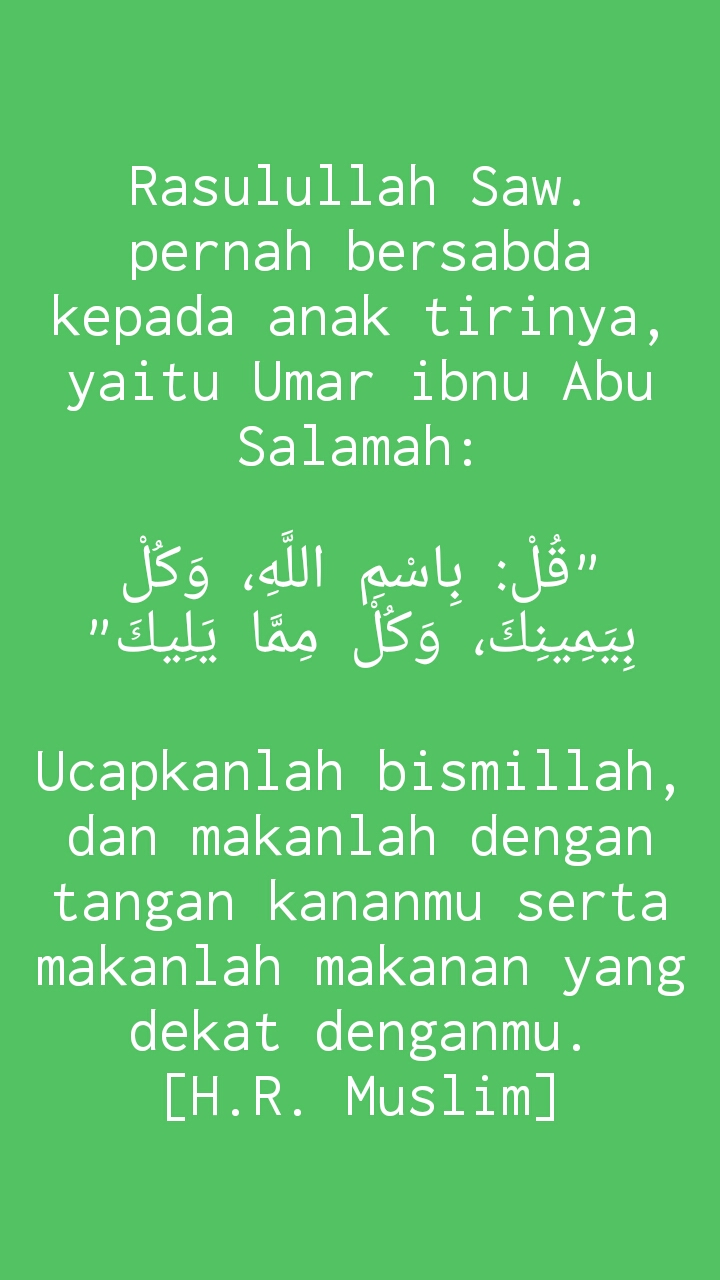 Rasulullah Saw.
pernah bersabda
kepada anak tirinya,
yaitu Umar ibnu Abu
Salamah:
"قُلْ: بِاسْمِ اللَّهِ، وَكُلْ
بِيَمِينِكَ، وَكُلْ مِمَّا يَلِيكَ"
Ucapkanlah bismillah,
dan makanlah dengan
tangan kananmu serta
makanlah makanan yang
dekat denganmu.
[H.R. Muslim]